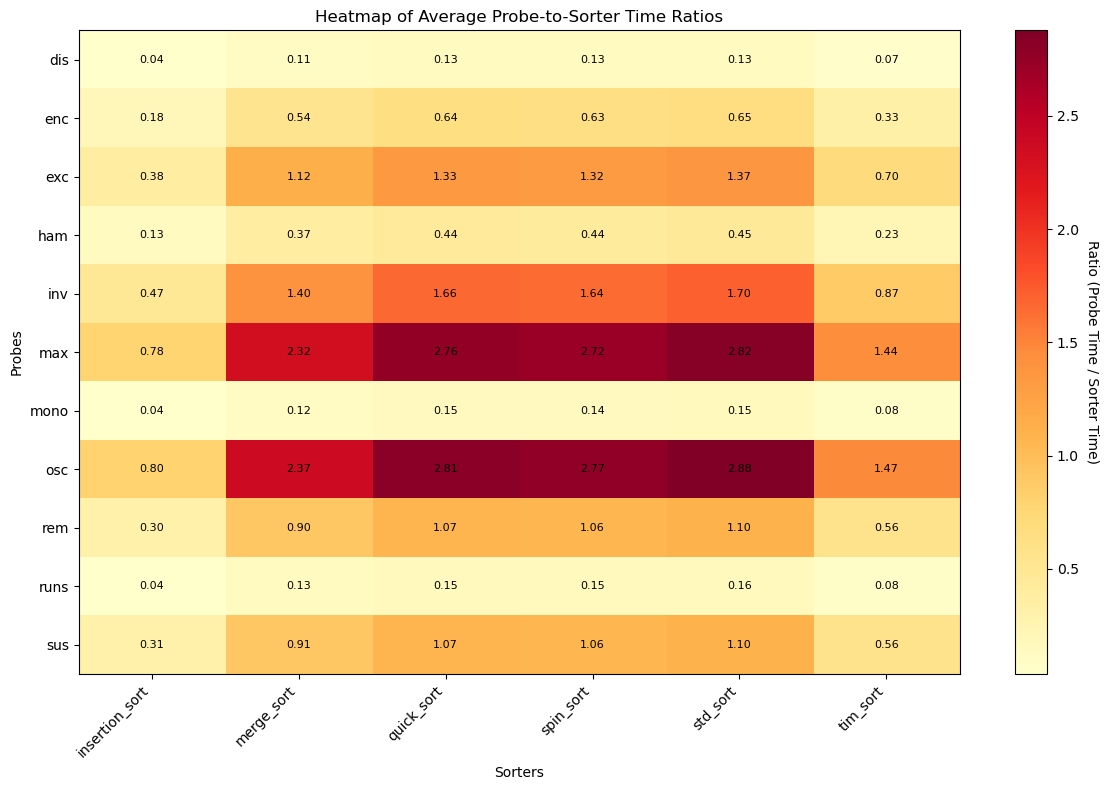 Heatmap of Average Probe-to-Sorter Time Ratios
dis 0.04 0.11 0.13 0.13 0.13 0.07
enc 0.18 0.54 0.64 0.63 0.65 0.33
exc 0.38 1.12 1.33 1.32 1.37 0.70
ham 0.13 0.37 0.44 0.44 0.45 0.23
inv 0.47 1.40 1.66 1.64 1.70 0.87
max 0.78 2.32 2.76 2.72 2.82 1.44
mono 0.04 0.12 0.15 0.14 0.15 0.08
osc 0.80 2.37 2.81 2.77 2.88 1.47
rem 0.30 0.90 1.07 1.06 1.10 0.56
runs 0.04 0.13 0.15 0.15 0.16 0.08
sus 0.31 0.91 1.07 1.06 1.10 0.56
Probes
insertion_sort merge_sort quick_sort spin_sort std_sort tim_sort
Sorters
2.5
2.0
1.5
1.0
0.5
Ratio (Probe Time / Sorter Time)